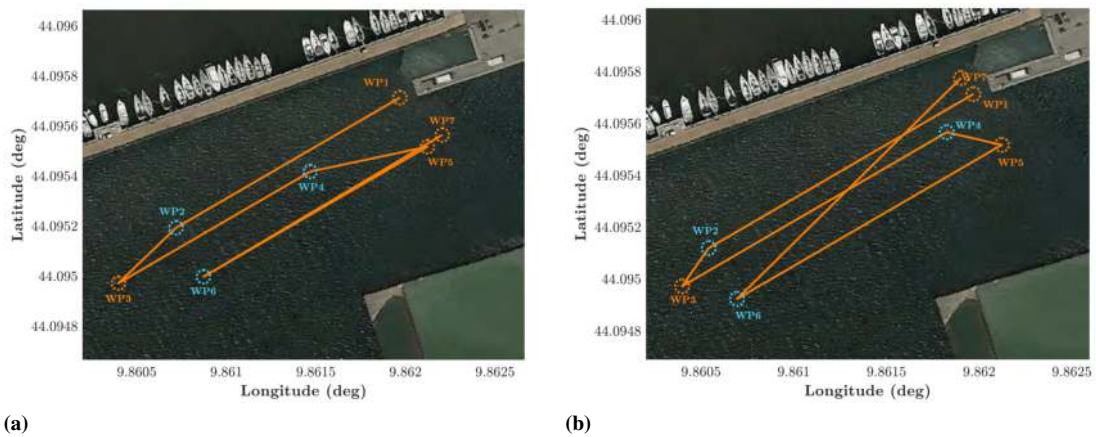 44.096
44.0958
44.0956
44.0954
44.0952
44.095
44.0948
Latitude (deg)
WP1
WP7
WP5
WP4
WP2
WP3
WP6
9.8605
9.861
9.8615
9.862
9.8625
Longitude (deg)
(a)
44.096
44.0958
44.0956
44.0954
44.0952
44.095
44.0948
Latitude (deg)
WP7
WP1
WP4
WP5
WP2
WP3
WP6
9.8605
9.861
9.8615
9.862
9.8625
Longitude (deg)
(b)